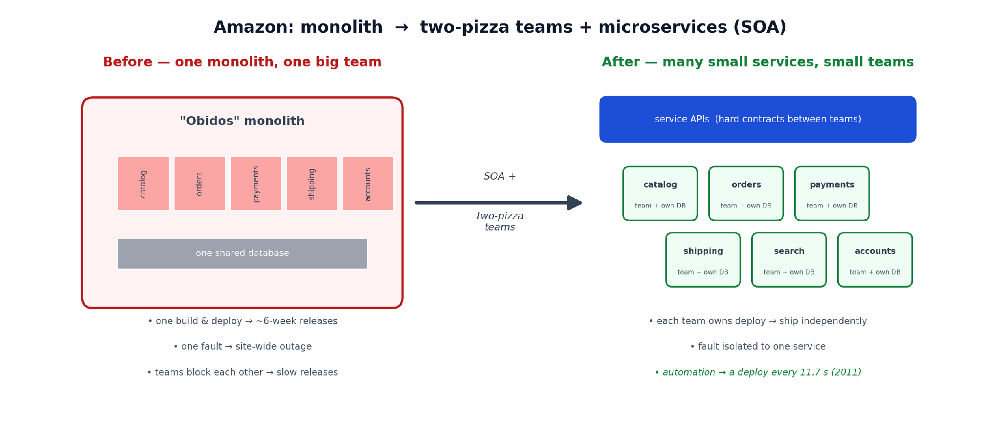 Amazon: monolith → two-pizza teams + microservices (SOA)
Before — one monolith, one big team
"Obidos" monolith
catalog
orders
payments
shipping
accounts
one shared database
• one build & deploy → ~6-week releases
• one fault → site-wide outage
• teams block each other → slow releases
SOA +
two-pizza
teams
After — many small services, small teams
service APIs (hard contracts between teams)
catalog
team + own DB
orders
team + own DB
payments
team + own DB
shipping
team + own DB
search
team + own DB
accounts
team + own DB
• each team owns deploy → ship independently
• fault isolated to one service
• automation → a deploy every 11.7 s (2011)